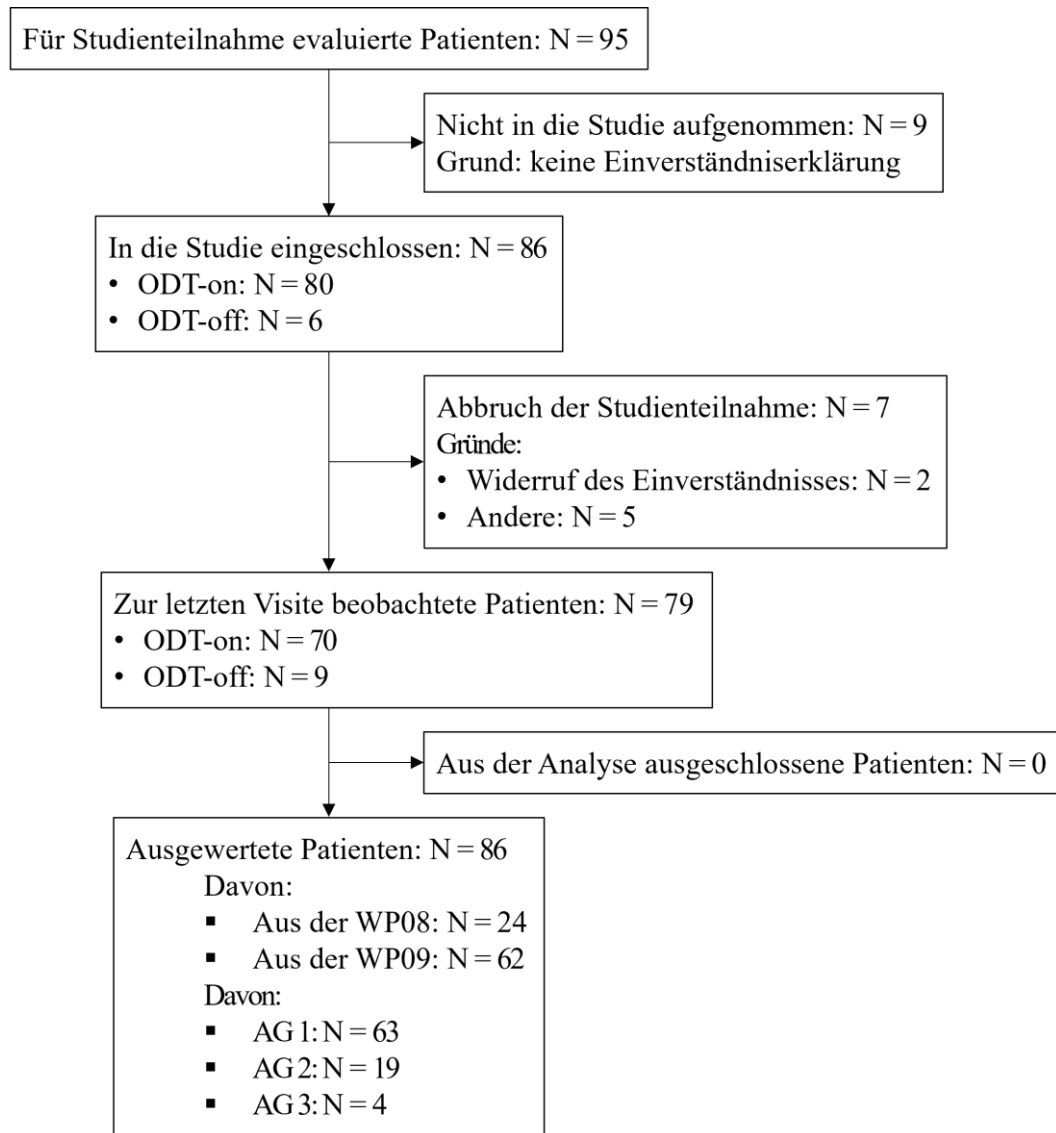 Für Studienteilnahme evaluierte Patienten: N = 95
Nicht in die Studie aufgenommen: N = 9
Grund: keine Einverständniserklärung
In die Studie eingeschlossen: N = 86
• ODT-on: N = 80
• ODT-off: N = 6
Abbruch der Studienteilnahme: N = 7
Gründe:
• Widerruf des Einverständnisses: N = 2
• Andere: N = 5
Zur letzten Visite beobachtete Patienten: N = 79
• ODT-on: N = 70
• ODT-off: N = 9
Aus der Analyse ausgeschlossene Patienten: N = 0
Ausgewertete Patienten: N = 86
Davon:
▪ Aus der WP08: N = 24
▪ Aus der WP09: N = 62
Davon:
▪ AG 1: N = 63
▪ AG 2: N = 19
▪ AG 3: N = 4